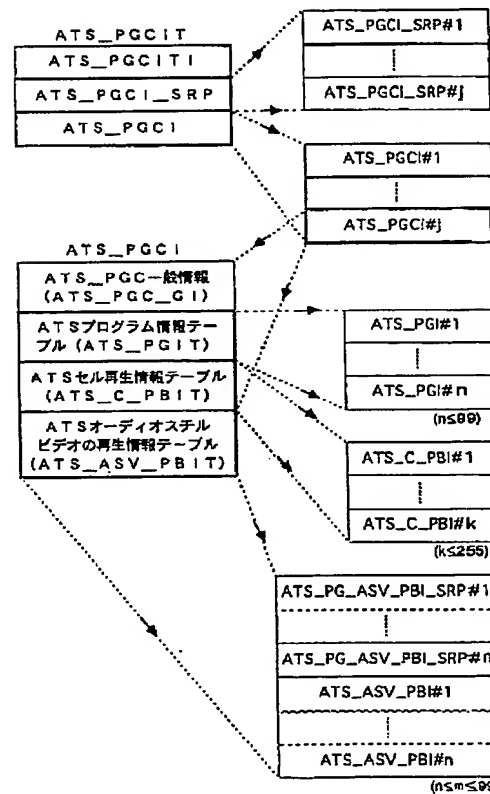 ATS_PGCIT
ATS_PGCITI
ATS_PGCI_SRP
ATS_PGCI
ATS_PGCI_SRP#1
ATS_PGCI_SRP#j
ATS_PGCI#1
ATS_PGCI#j
ATS_PGCI
ATS_PGC一般情報
(ATS_PGC_GI)
ATSプログラム情報テー
ブル(ATS_PGIT)
ATSセル再生情報テーブル
(ATS_C_PBIT)
ATSオーディオスチル
ビデオの再生情報テーブル
(ATS_ASV_PBIT)
ATS_PGI#1
ATS_PGI#n
(n≤99)
ATS_C_PBI#1
ATS_C_PBI#k
(k≤255)
ATS_PG_ASV_PBI_SRP#1
ATS_PG_ASV_PBI_SRP#n
ATS_ASV_PBI#1
ATS_ASV_PBI#n
(n≤m≤99